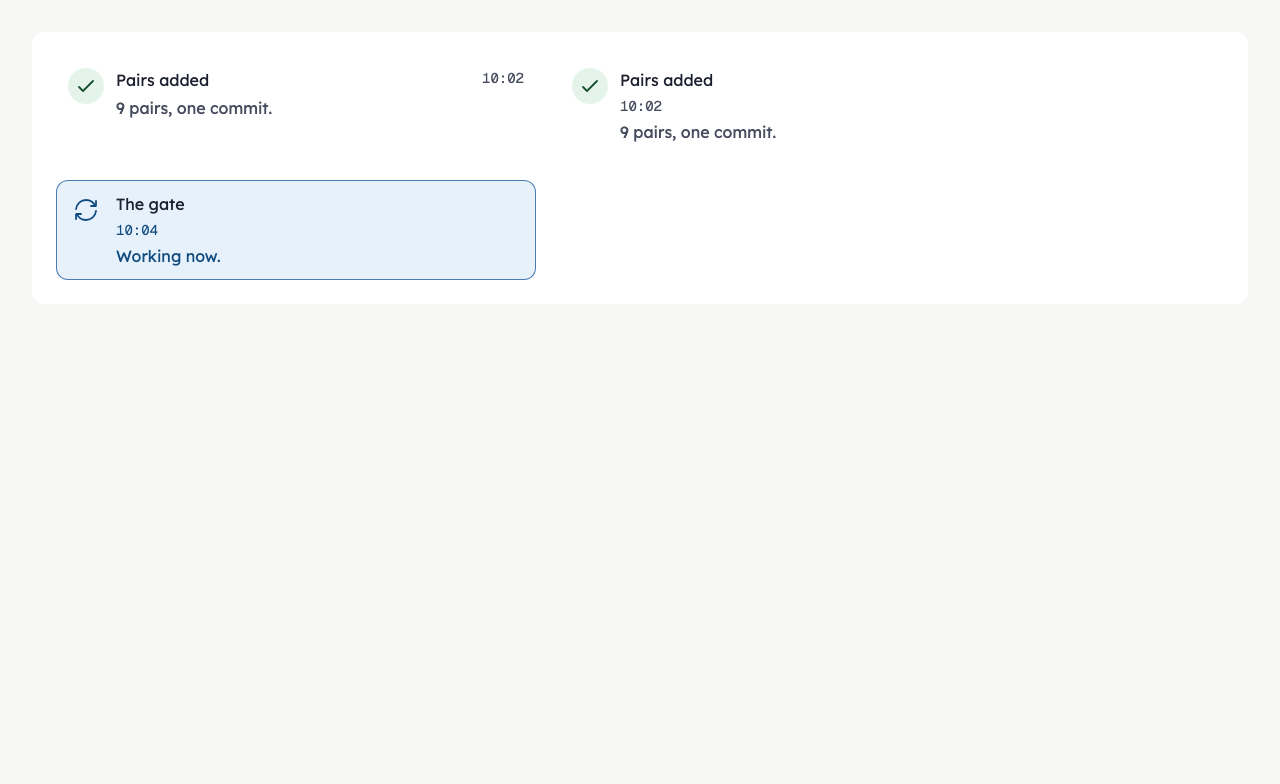 Pairs added
10:02
9 pairs, one commit.
Pairs added
10:02
9 pairs, one commit.
The gate
10:04
Working now.